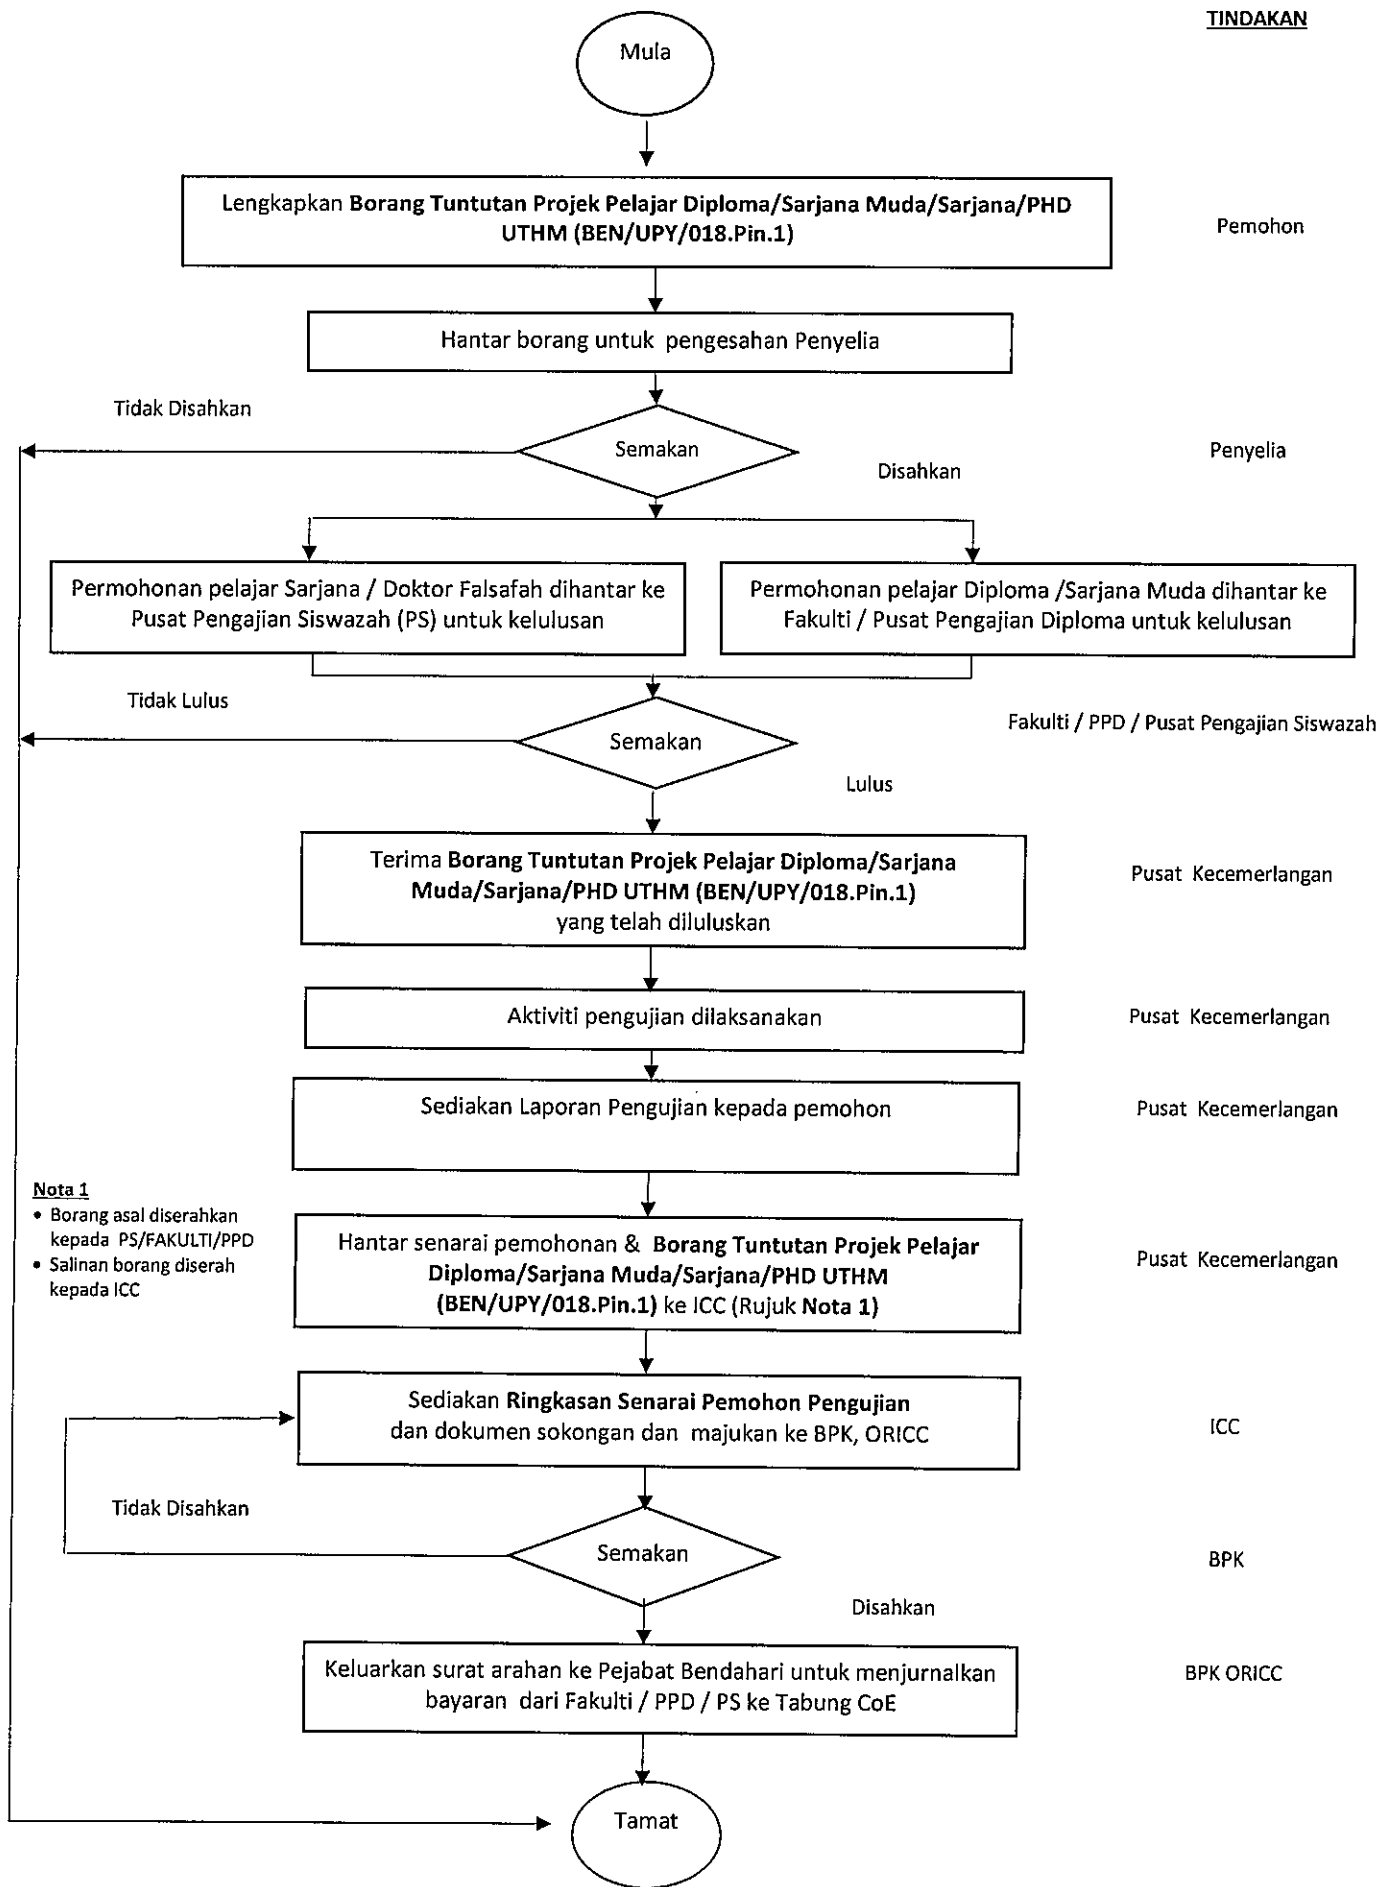 TINDAKAN
Mula
Lengkapkan Borang Tuntutan Projek Pelajar Diploma/Sarjana Muda/Sarjana/PHD
UTHM (BEN/UPY/018.Pin.1)
Pemohon
Hantar borang untuk pengesahan Penyelia
Tidak Disahkan
Semakan
Penyelia
Disahkan
Permohonan pelajar Sarjana / Doktor Falsafah dihantar ke
Pusat Pengajian Siswazah (PS) untuk kelulusan
Permohonan pelajar Diploma /Sarjana Muda dihantar ke
Fakulti / Pusat Pengajian Diploma untuk kelulusan
Tidak Lulus
Semakan
Fakulti / PPD / Pusat Pengajian Siswazah
Lulus
Terima Borang Tuntutan Projek Pelajar Diploma/Sarjana
Muda/Sarjana/PHD UTHM (BEN/UPY/018.Pin.1)
yang telah diluluskan
Pusat Kecemerlangan
Aktiviti pengujian dilaksanakan
Pusat Kecemerlangan
Sediakan Laporan Pengujian kepada pemohon
Pusat Kecemerlangan
Nota 1
• Borang asal diserahkan
kepada PS/FAKULTI/PPD
• Salinan borang diserah
kepada ICC
Hantar senarai pemohonan & Borang Tuntutan Projek Pelajar
Diploma/Sarjana Muda/Sarjana/PHD UTHM
(BEN/UPY/018.Pin.1) ke ICC (Rujuk Nota 1)
Pusat Kecemerlangan
Sediakan Ringkasan Senarai Pemohon Pengujian
dan dokumen sokongan dan majukan ke BPK, ORICC
ICC
Tidak Disahkan
Semakan
BPK
Disahkan
Keluarkan surat arahan ke Pejabat Bendahari untuk menjurnalkan
bayaran dari Fakulti / PPD / PS ke Tabung CoE
BPK ORICC
Tamat